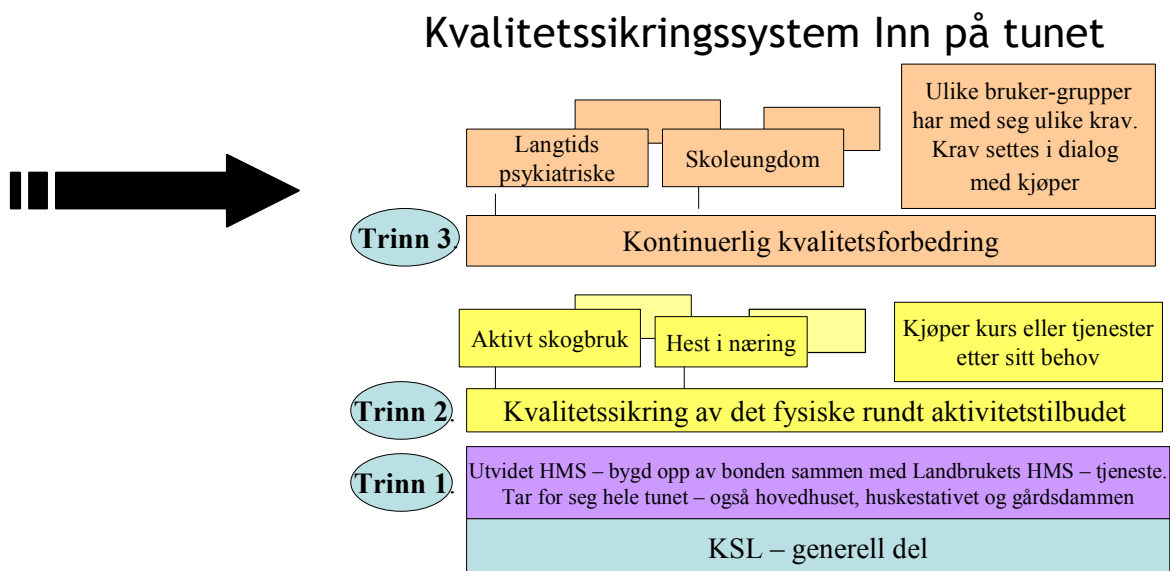 Kvalitetssikringssystem Inn på tunet
Ulike bruker-grupper
har med seg ulike krav.
Krav settes i dialog
med kjøper
Langtids
psykiatriske
Skoleungdom
Trinn 3.
Kontinuerlig kvalitetsforbedring
Aktivt skogbruk
Hest i næring
Kjøper kurs eller tjenester
etter sitt behov
Trinn 2.
Kvalitetssikring av det fysiske rundt aktivitetstilbudet
Trinn 1.
Utvidet HMS – bygd opp av bonden sammen med Landbrukets HMS – tjeneste.
Tar for seg hele tunet – også hovedhuset, huskestativet og gårdsdammen
KSL – generell del